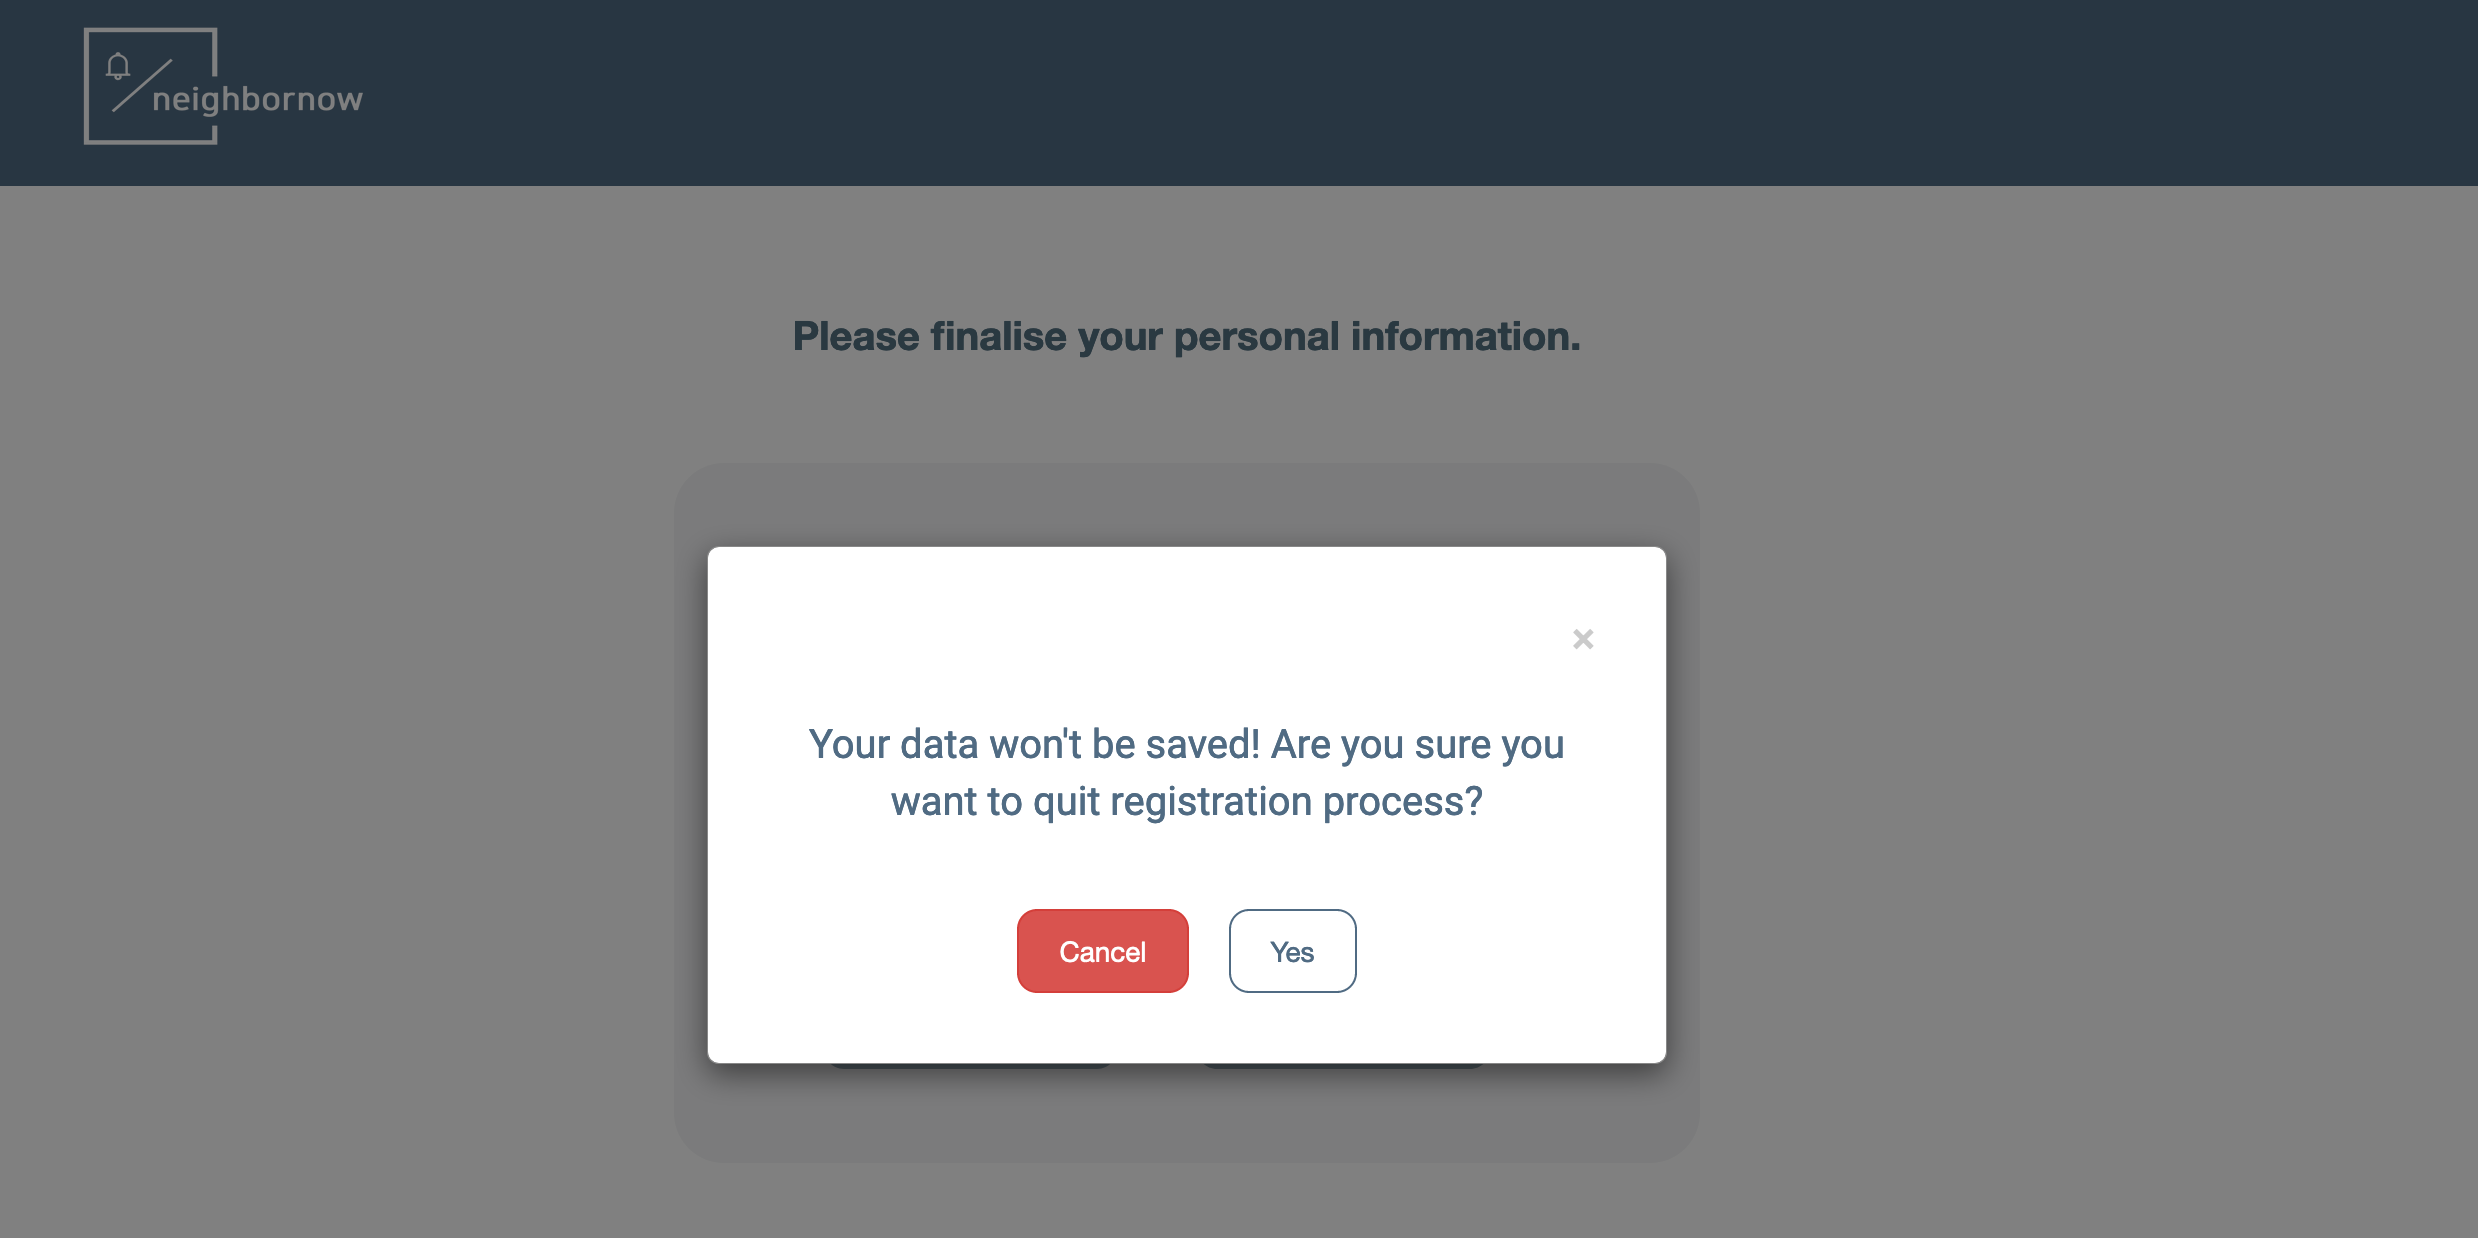 neighbornow
Please finalise your personal information.
×
Your data won't be saved! Are you sure you
want to quit registration process?
Cancel
Yes